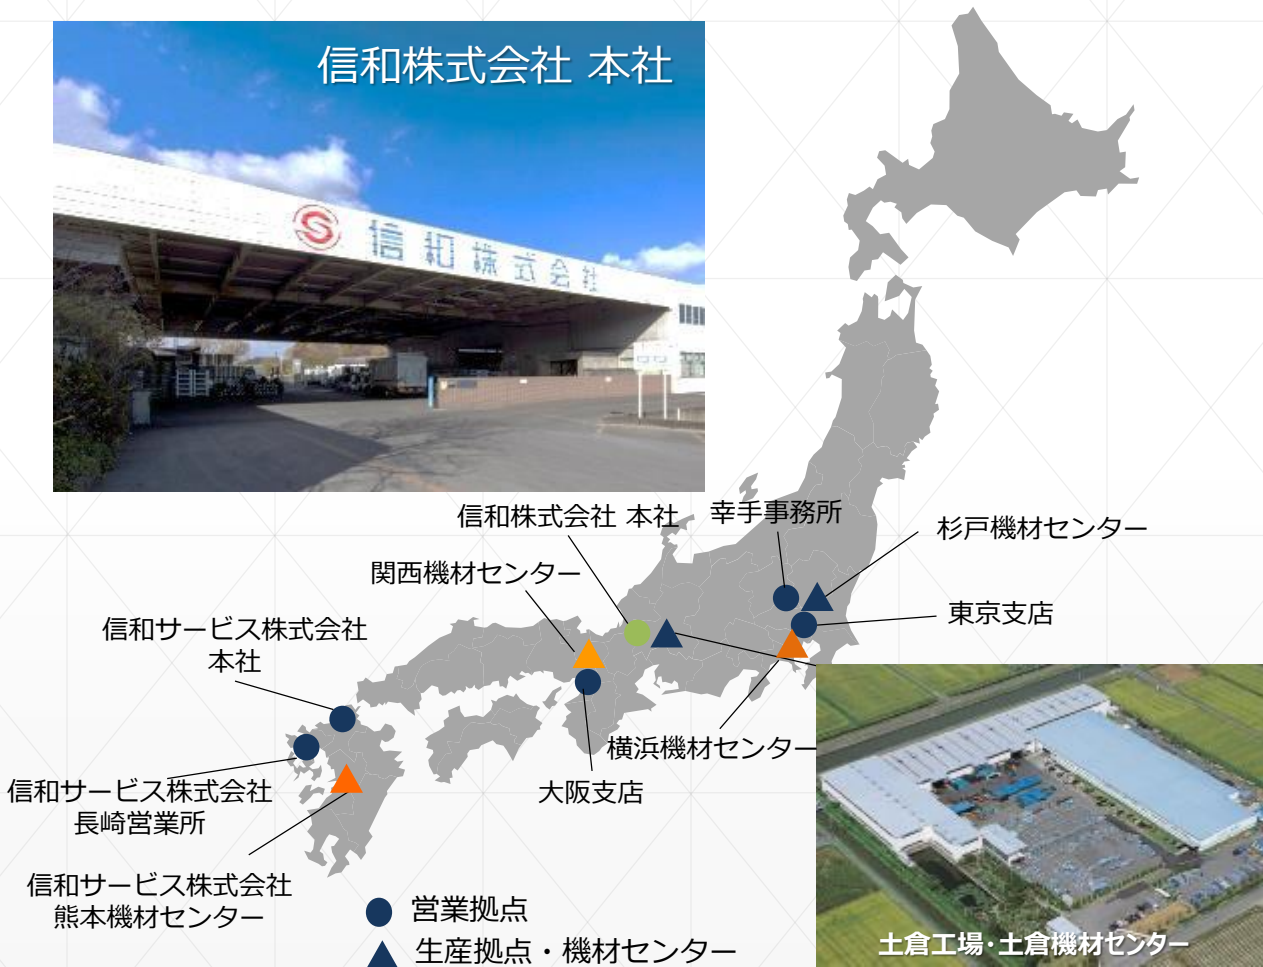 信和株式会社 本社
信和株式会社
信和株式会社 本社
幸手事務所
杉戸機材センター
関西機材センター
東京支店
信和サービス株式会社
本社
横浜機材センター
大阪支店
信和サービス株式会社
長崎営業所
信和サービス株式会社
熊本機材センター
営業拠点
生産拠点・機材センター
土倉工場・土倉機材センター